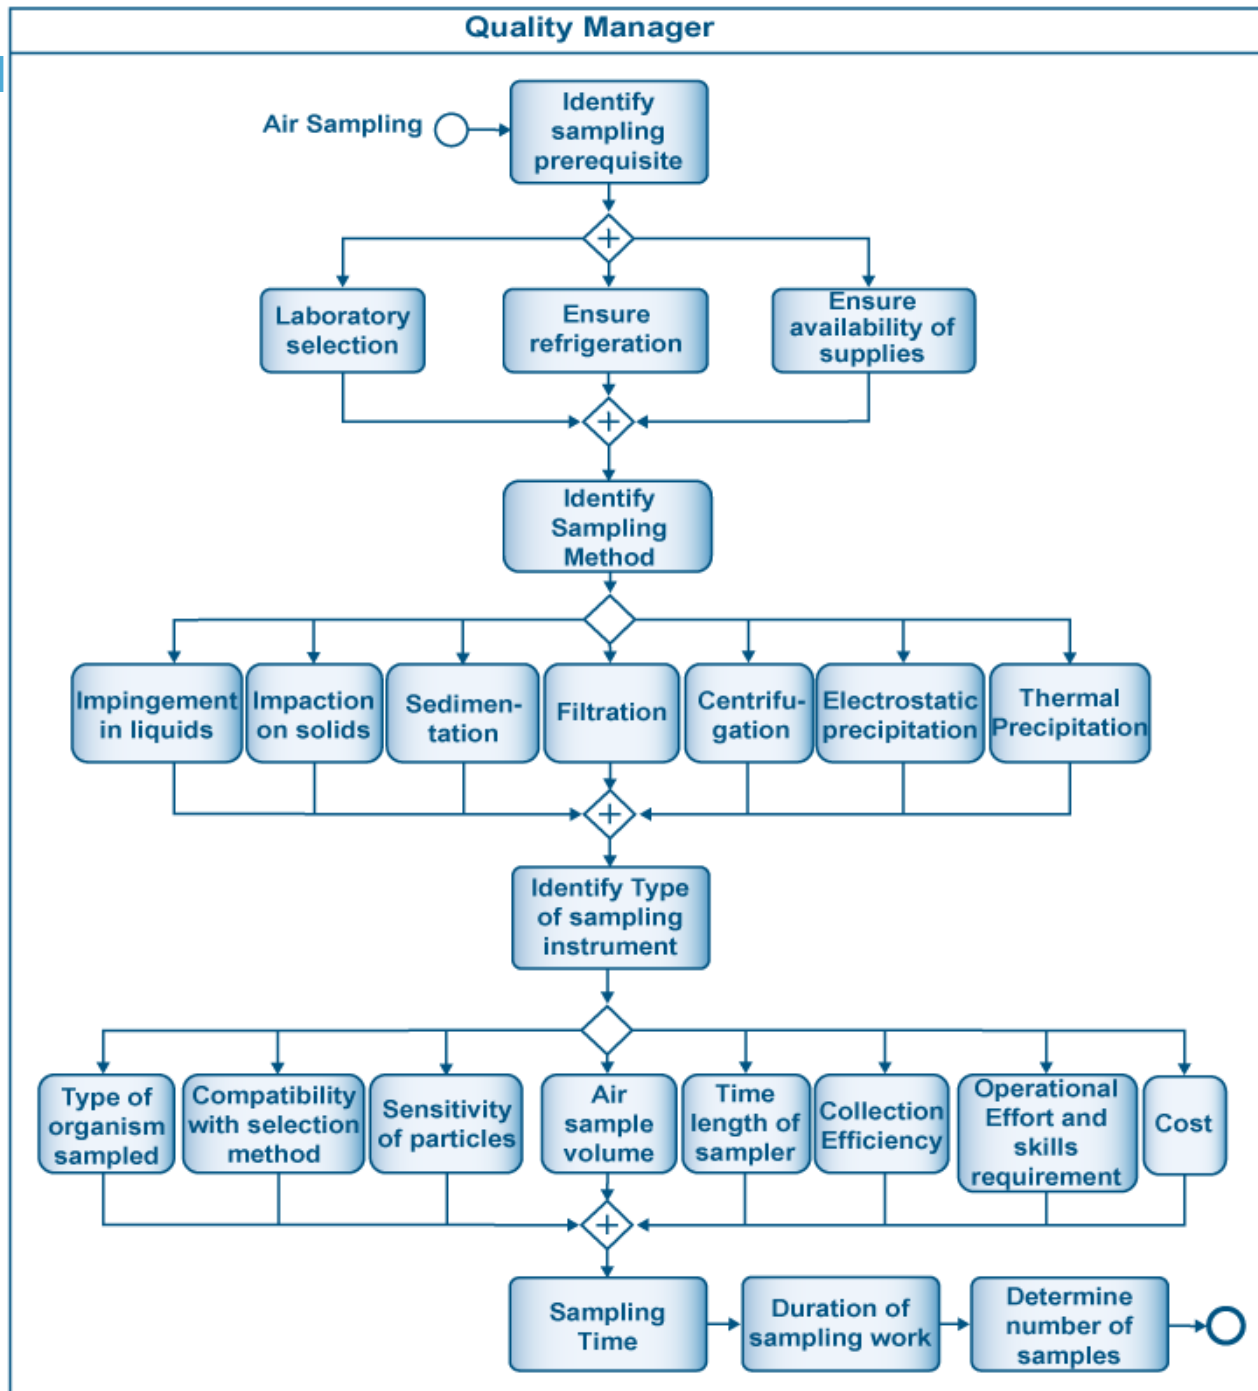 Quality Manager
Air Sampling
Identify
sampling
prerequisite
Laboratory
selection
Ensure
refrigeration
Ensure
availability of
supplies
Identify
Sampling
Method
Impingement
in liquids
Impaction
on solids
Sedimen-
tation
Filtration
Centrifu-
gation
Electrostatic
precipitation
Thermal
Precipitation
Identify Type
of sampling
instrument
Type of
organism
sampled
Compatibility
with selection
method
Sensitivity
of particles
Air
sample
volume
Time
length of
sampler
Collection
Efficiency
Operational
Effort and
skills
requirement
Cost
Sampling
Time
Duration of
sampling work
Determine
number of
samples